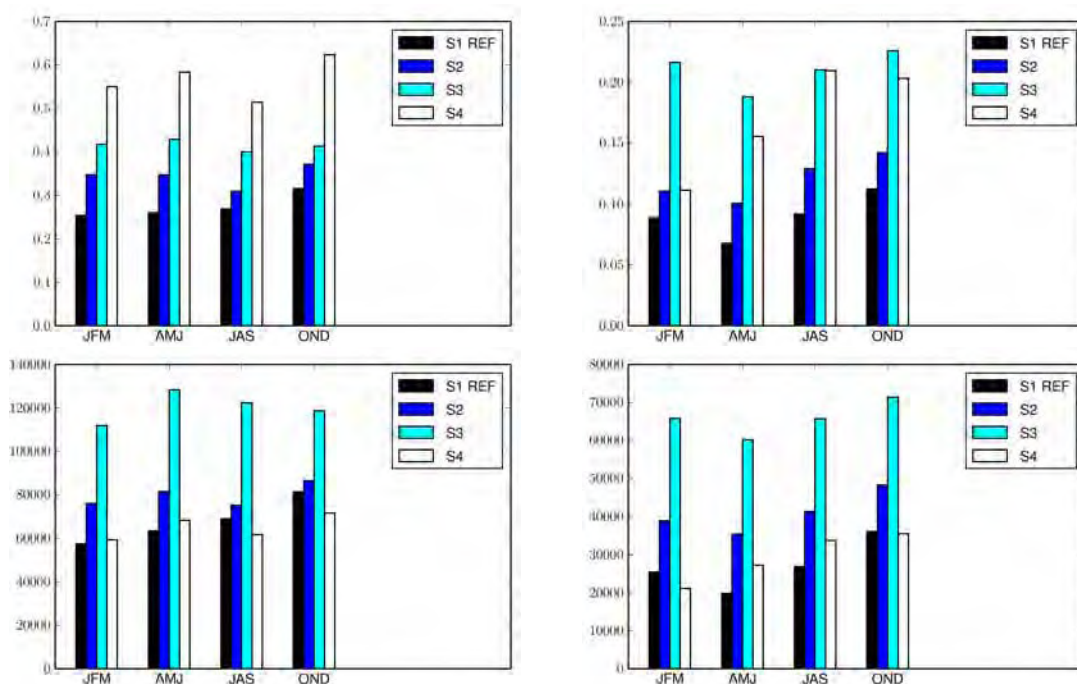 0.7
0.6
0.5
0.4
0.3
0.2
0.1
0.0
JFM AMJ JAS OND
S1 REF
S2
S3
S4
0.25
0.20
0.15
0.10
0.05
0.00
JFM AMJ JAS OND
S1 REF
S2
S3
S4
140000
120000
100000
80000
60000
40000
20000
0
JFM AMJ JAS OND
S1 REF
S2
S3
S4
80000
70000
60000
50000
40000
30000
20000
10000
0
JFM AMJ JAS OND
S1 REF
S2
S3
S4